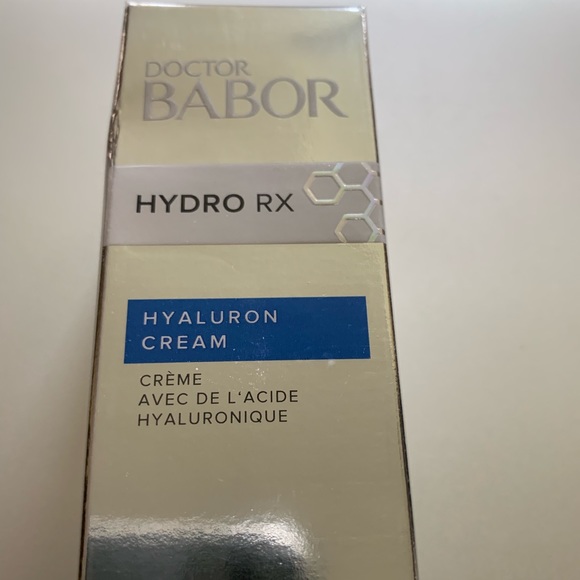 DOCTOR
BABOR
HYDRO RX
HYALURON
CREAM
CRÈME
AVEC DE L'ACIDE
HYALURONIQUE